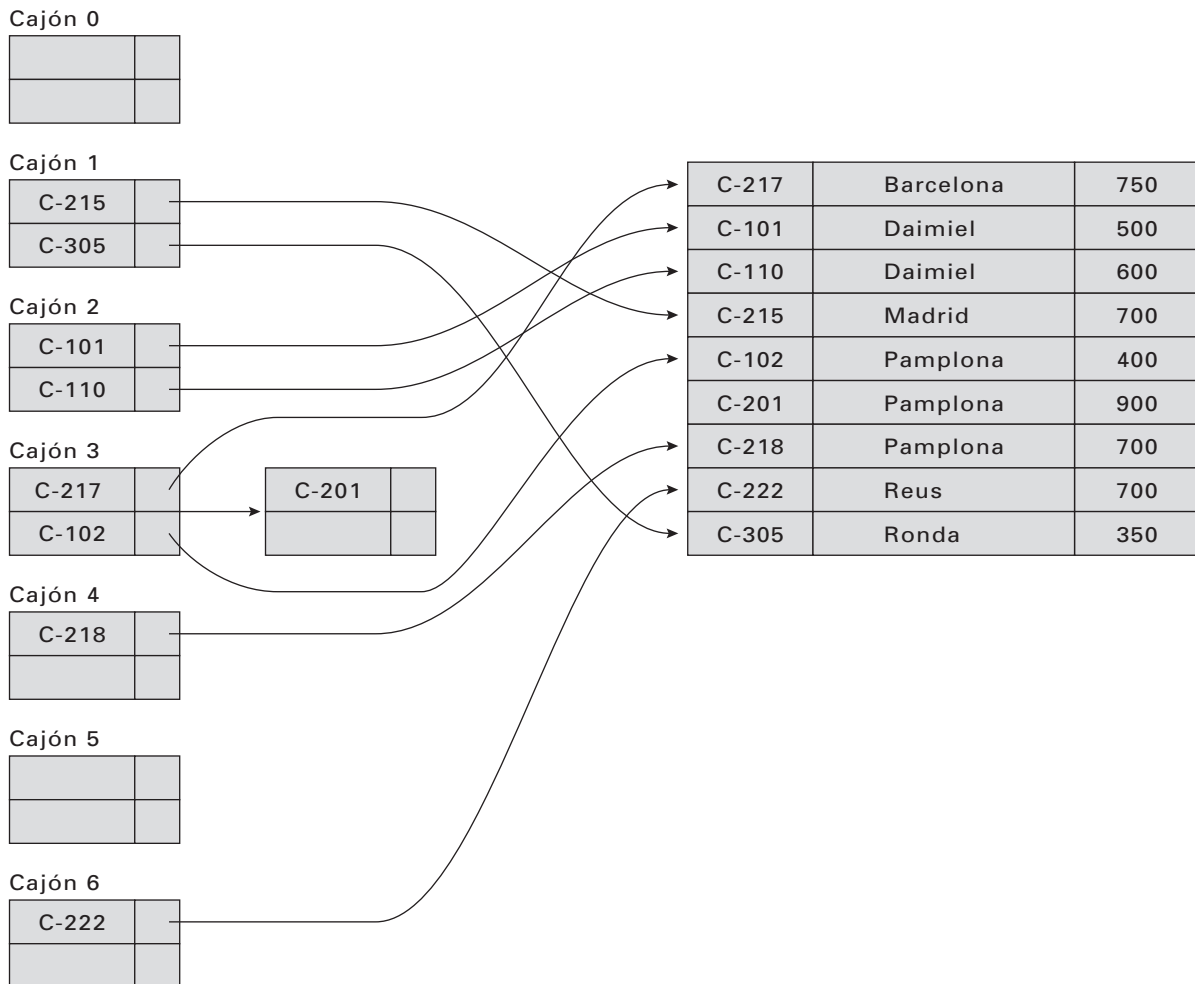 Cajón 0
Cajón 1
C-215
C-305
Cajón 2
C-101
C-110
Cajón 3
C-217
C-102
C-201
Cajón 4
C-218
Cajón 5
Cajón 6
C-222
C-217 Barcelona 750
C-101 Daimiel 500
C-110 Daimiel 600
C-215 Madrid 700
C-102 Pamplona 400
C-201 Pamplona 900
C-218 Pamplona 700
C-222 Reus 700
C-305 Ronda 350